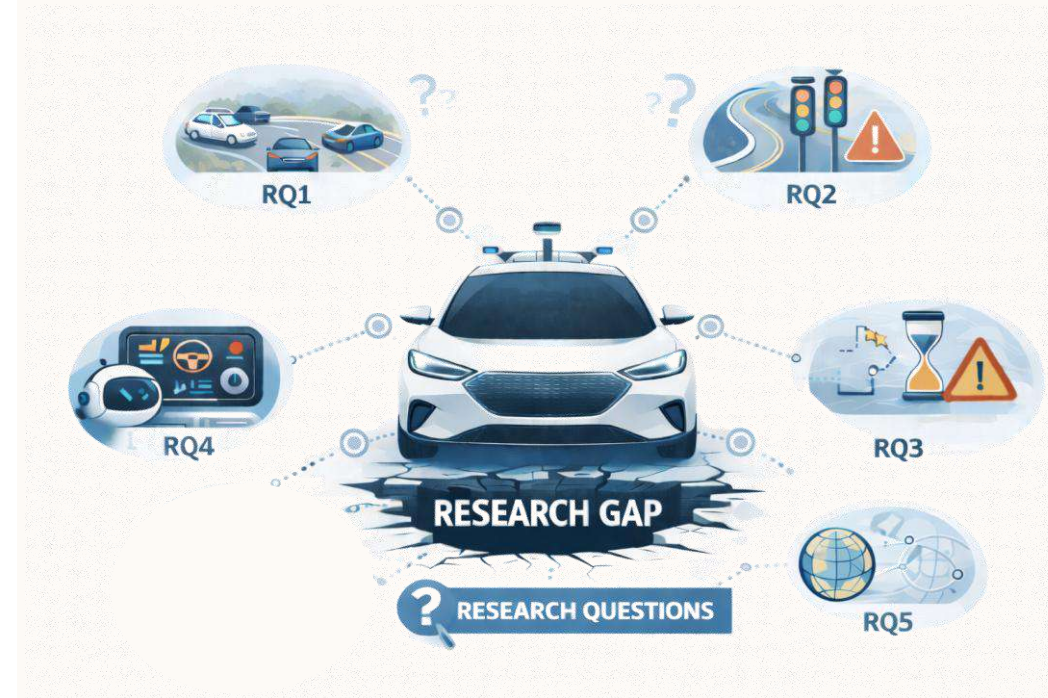 ??
??
RQ1
RQ2
RQ4
RQ3
RESEARCH GAP
? RESEARCH QUESTIONS
RQ5